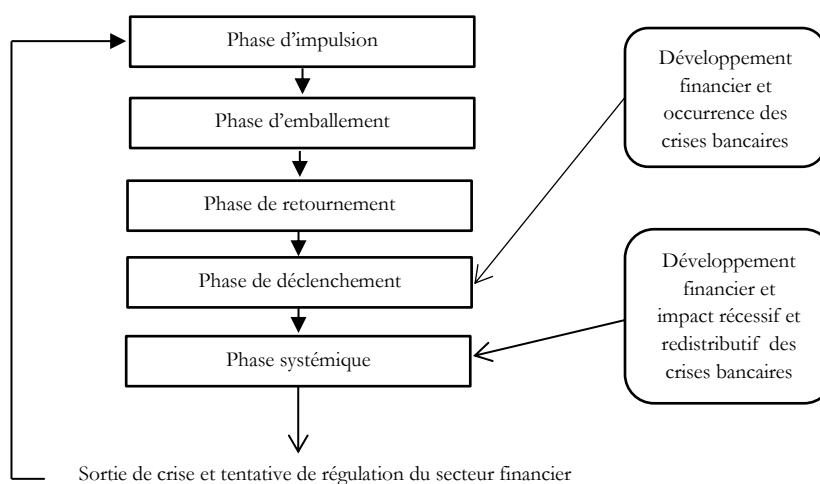 Phase d'impulsion
Phase d'emballement
Phase de retournement
Phase de déclenchement
Phase systémique
Sortie de crise et tentative de régulation du secteur financier
Développement
financier et
occurrence des
crises bancaires
Développement
financier et
impact récessif et
redistributif des
crises bancaires